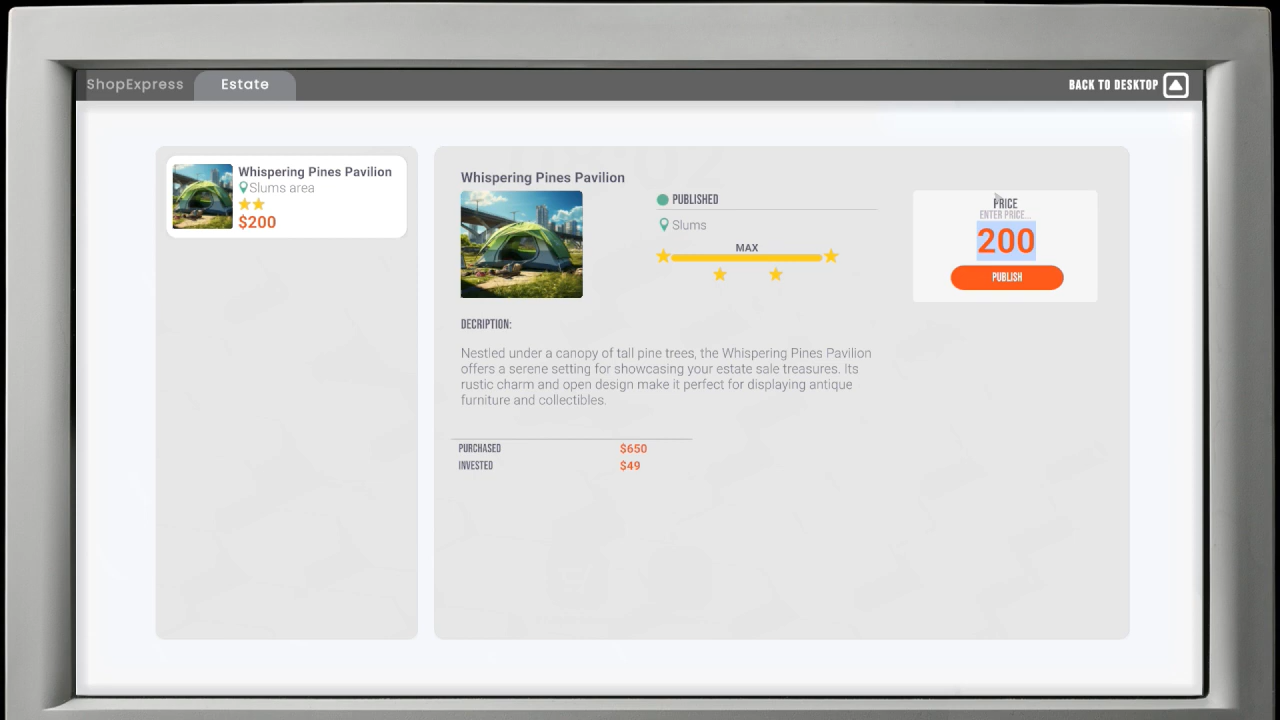 ShopExpress
Estate
BACK TO DESKTOP
Whispering Pines Pavilion
Slums area
$200
Whispering Pines Pavilion
PUBLISHED
Slums
MAX
PRICE
ENTER PRICE...
200
PUBLISH
DECRIPTION:
Nestled under a canopy of tall pine trees, the Whispering Pines Pavilion
offers a serene setting for showcasing your estate sale treasures. Its
rustic charm and open design make it perfect for displaying antique
furniture and collectibles.
PURCHASED $650
INVESTED $49